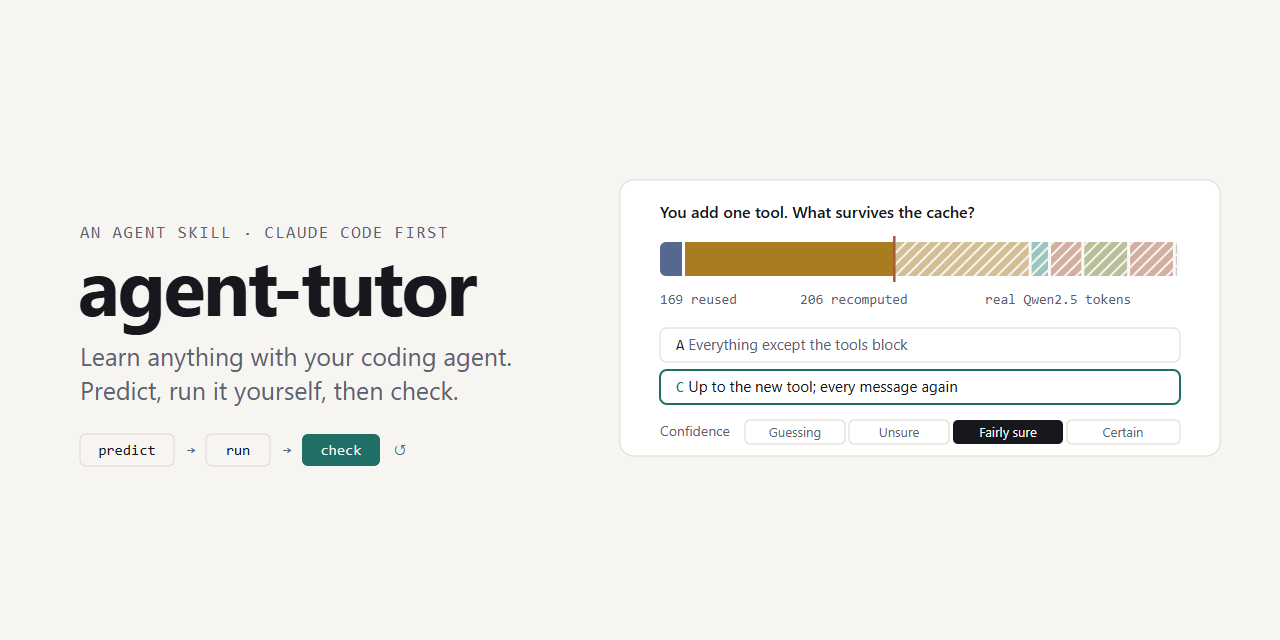 AN AGENT SKILL · CLAUDE CODE FIRST
agent-tutor
Learn anything with your coding agent.
Predict, run it yourself, then check.
predict → run → check ↺
You add one tool. What survives the cache?
169 reused 206 recomputed real Qwen2.5 tokens
A Everything except the tools block
C Up to the new tool; every message again
Confidence Guessing Unsure Fairly sure Certain